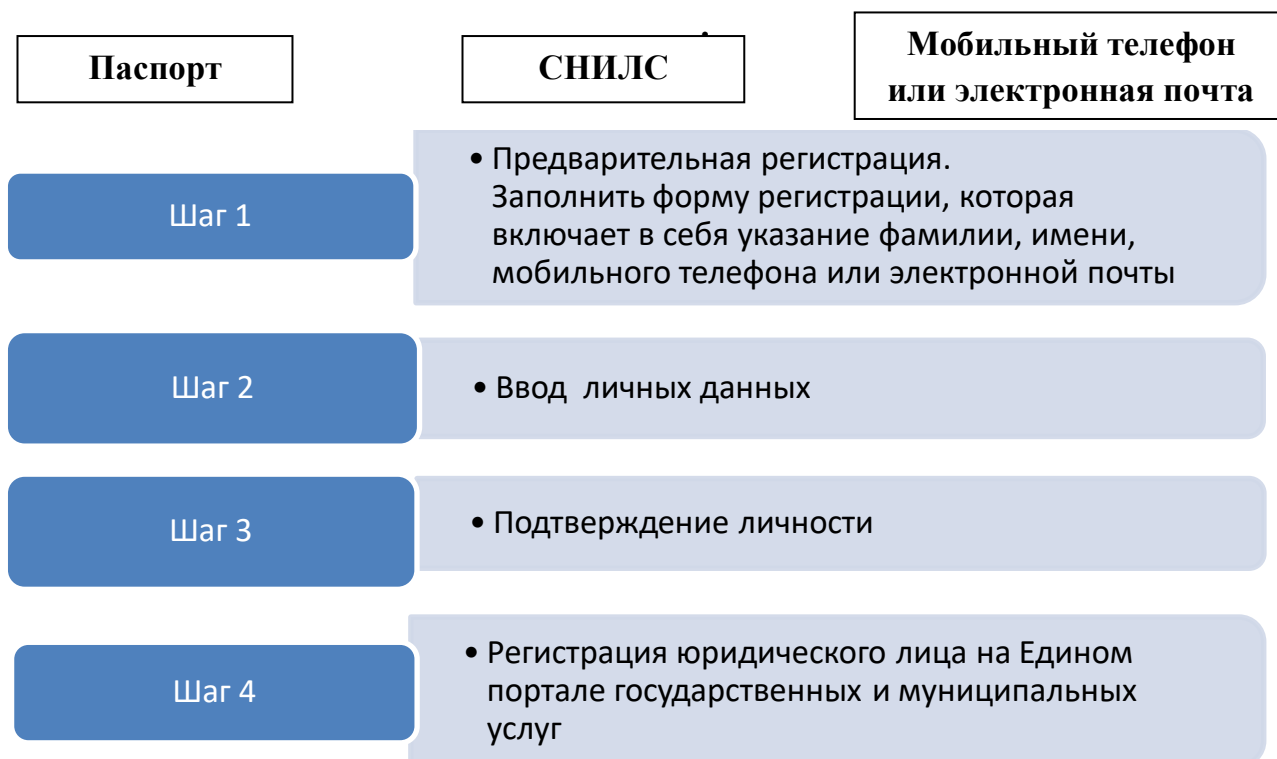 Паспорт
СНИЛС
Мобильный телефон
или электронная почта
Шаг 1
• Предварительная регистрация.
Заполнить форму регистрации, которая
включает в себя указание фамилии, имени,
мобильного телефона или электронной почты
Шаг 2
• Ввод  личных данных
Шаг 3
• Подтверждение личности
Шаг 4
• Регистрация юридического лица на Едином
портале государственных и муниципальных
услуг